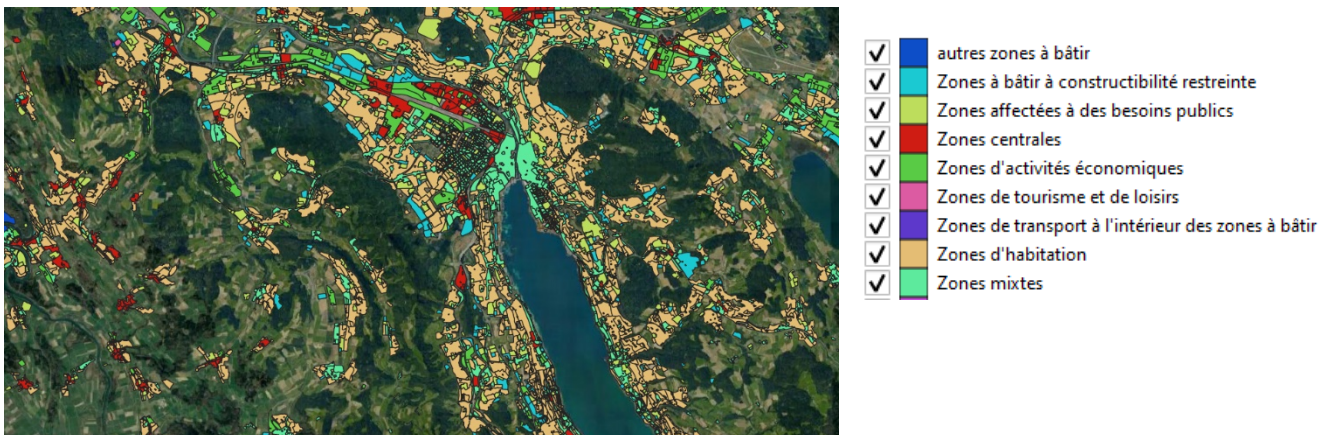 autres zones à bâtir
Zones à bâtir à constructibilité restreinte
Zones affectées à des besoins publics
Zones centrales
Zones d'activités économiques
Zones de tourisme et de loisirs
Zones de transport à l'intérieur des zones à bâtir
Zones d'habitation
Zones mixtes